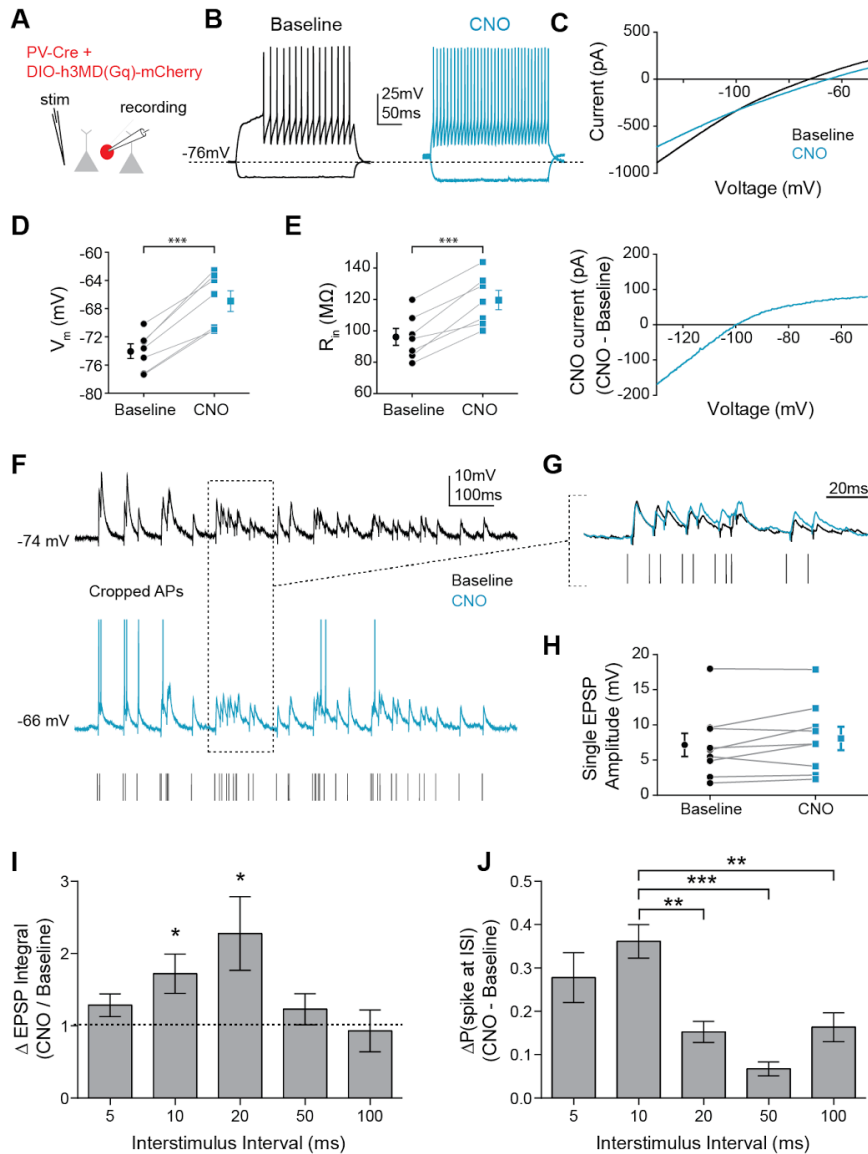 A
PV-Cre +
DIO-h3MD(Gq)-mCherry
stim
recording
B
Baseline
CNO
25mV
50ms
-76mV
C
Current (pA)
500
0
-500
-1000
-100
-50
Baseline
CNO
Voltage (mV)
D
***
-60
-64
-68
-72
-76
-80
Vm (mV)
Baseline
CNO
E
***
140
120
100
80
60
Rin (MΩ)
Baseline
CNO
CNO current (pA)
(CNO - Baseline)
200
100
0
-100
-200
-120
-100
-80
-60
Voltage (mV)
F
10mV
100ms
-74 mV
Cropped APs
Baseline
CNO
-66 mV
G
20ms
H
Single EPSP
Amplitude (mV)
20
15
10
5
0
Baseline
CNO
I
Δ EPSP Integral
(CNO / Baseline)
3
2
1
0
*
*
5
10
20
50
100
Interstimulus Interval (ms)
J
ΔP(spike at ISI)
(CNO - Baseline)
0.5
0.4
0.3
0.2
0.1
0.0
**
***
**
5
10
20
50
100
Interstimulus Interval (ms)